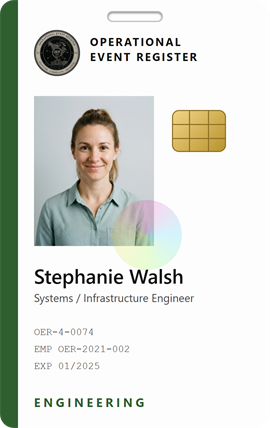 OPERATIONAL
EVENT REGISTER
Stephanie Walsh
Systems / Infrastructure Engineer
OER-4-0074
EMP OER-2021-002
EXP 01/2025
ENGINEERING